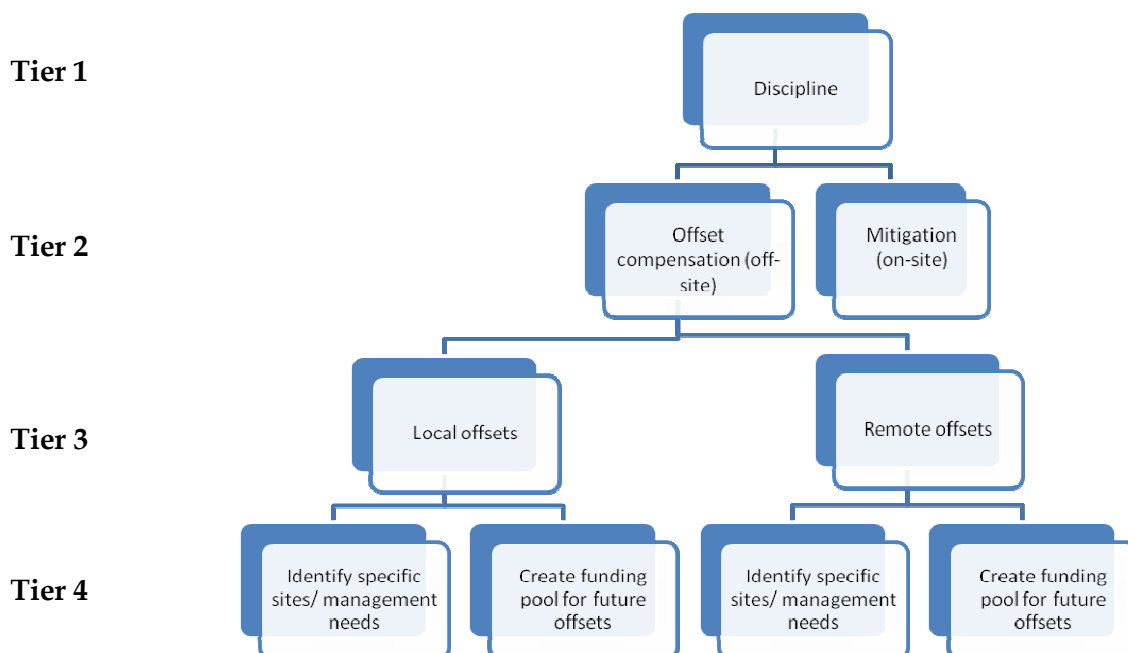 Tier 1
Discipline
Tier 2
Offset
compensation (off-
site)
Mitigation
(on-site)
Tier 3
Local offsets
Remote offsets
Tier 4
Identify specific
sites/ management
needs
Create funding
pool for future
offsets
Identify specific
sites/ management
needs
Create funding
pool for future
offsets